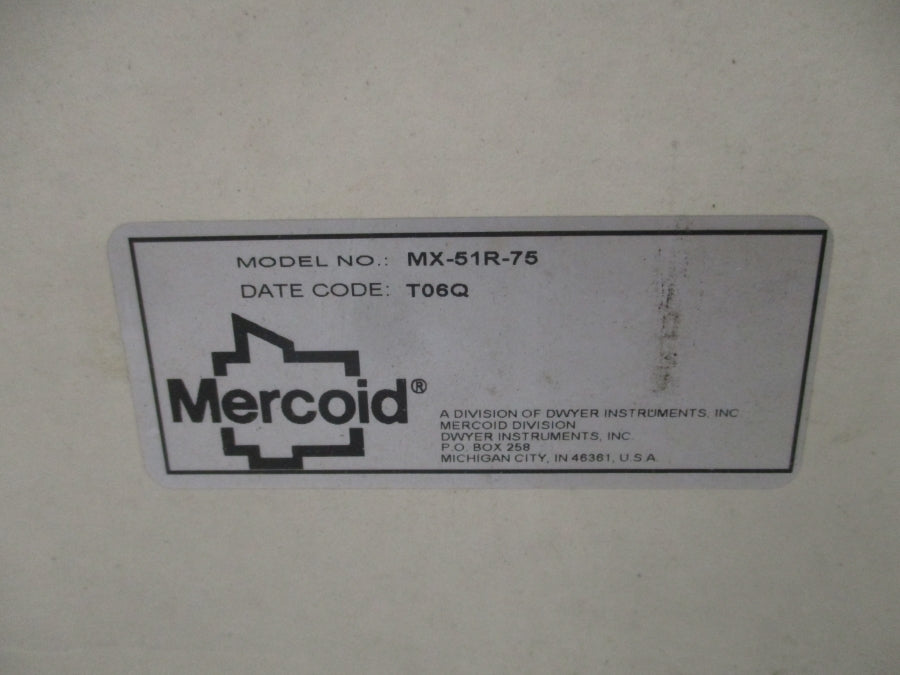 MODEL NO.: MX-51R-75
DATE CODE: T06Q
Mercoid®
A DIVISION OF DWYER INSTRUMENTS, INC
MERCOID DIVISION
DWYER INSTRUMENTS, INC.
P.O. BOX 258
MICHIGAN CITY, IN 46361, U.S.A.